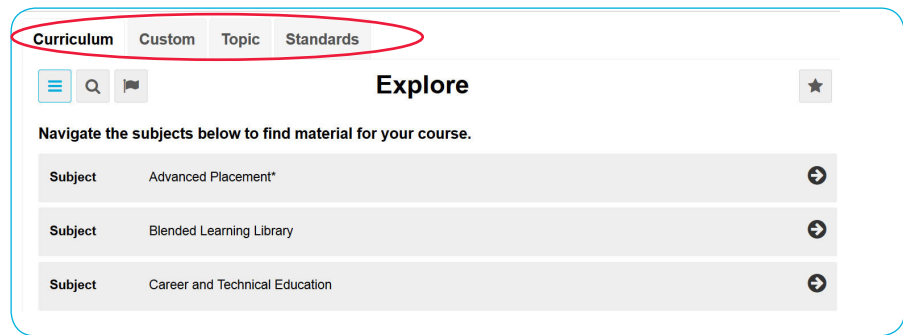 Curriculum Custom Topic Standards
Explore
Navigate the subjects below to find material for your course.
Subject Advanced Placement*
Subject Blended Learning Library
Subject Career and Technical Education